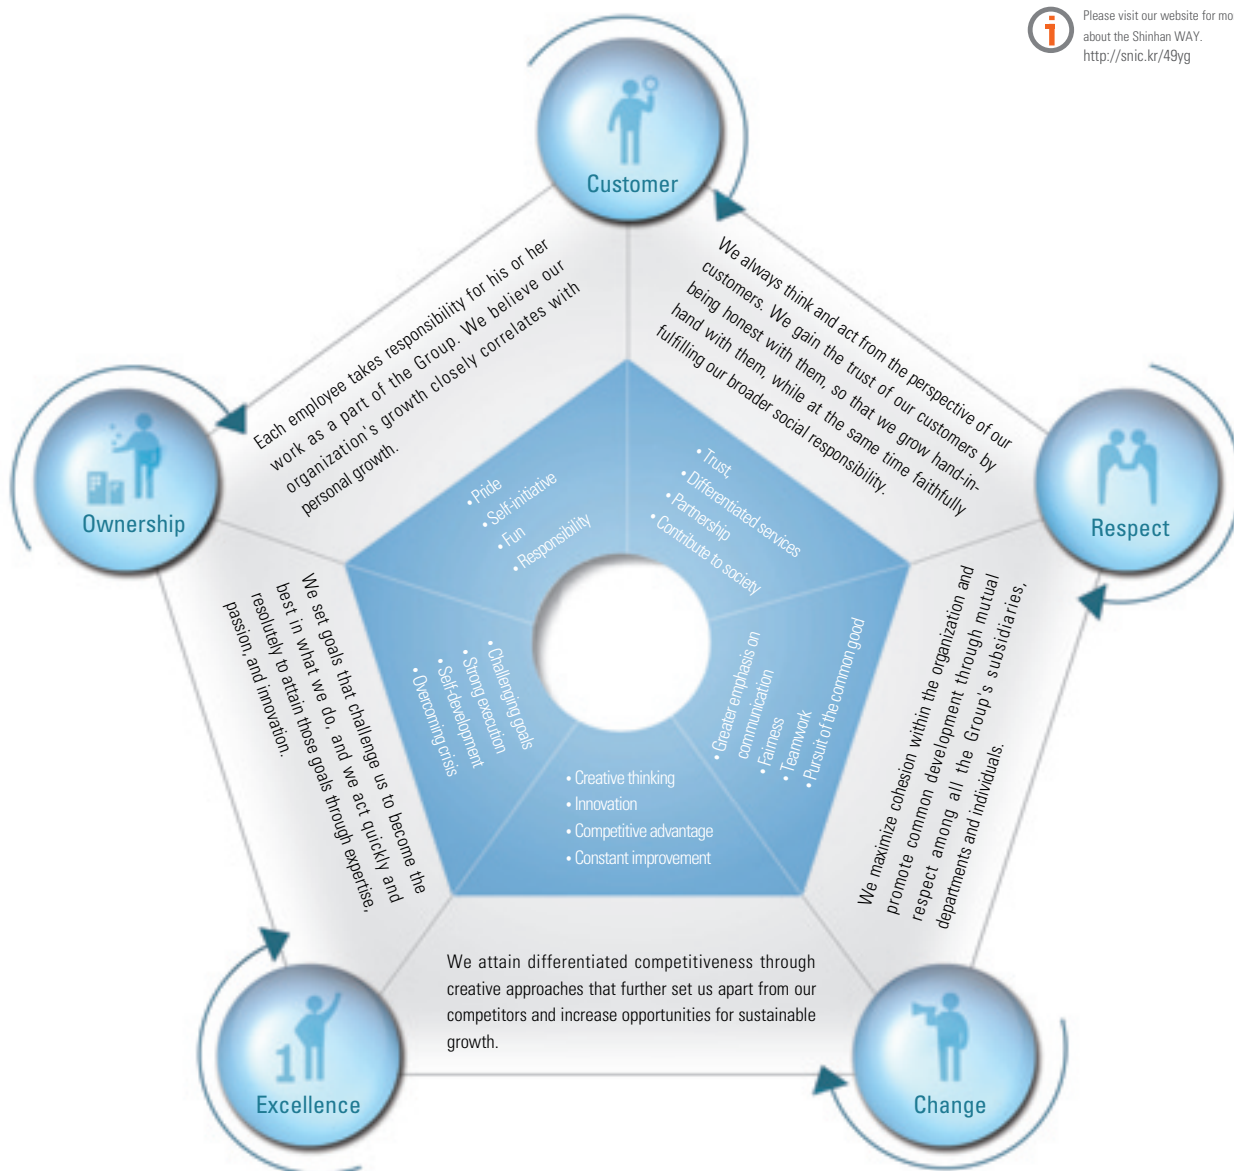 Please visit our website for mo
about the Shinhan WAY.
http://snic.kr/49yg
Customer
We always think and act from the perspective of our
customers. We gain the trust of our customers by
being honest with them, so that we grow hand-in-
hand with them, while at the same time faithfully
fulfilling our broader social responsibility.
• Trust,
• Differentiated services
• Partnership
• Contribute to society
Respect
We maximize cohesion within the organization and
promote common development through mutual
respect among all the Group's subsidiaries,
departments and individuals.
• Greater emphasis on
communication
• Fairness
• Teamwork
• Pursuit of the common good
Change
We attain differentiated competitiveness through
creative approaches that further set us apart from our
competitors and increase opportunities for sustainable
growth.
• Creative thinking
• Innovation
• Competitive advantage
• Constant improvement
Excellence
1
We set goals that challenge us to become the
best in what we do, and we act quickly and
resolutely to attain those goals through expertise,
passion, and innovation.
• Challenging goals
• Strong execution
• Self-development
• Overcoming crisis
Ownership
Each employee takes responsibility for his or her
work as a part of the Group. We believe our
organization's growth closely correlates with
personal growth.
• Pride
• Self-initiative
• Fun
• Responsibility